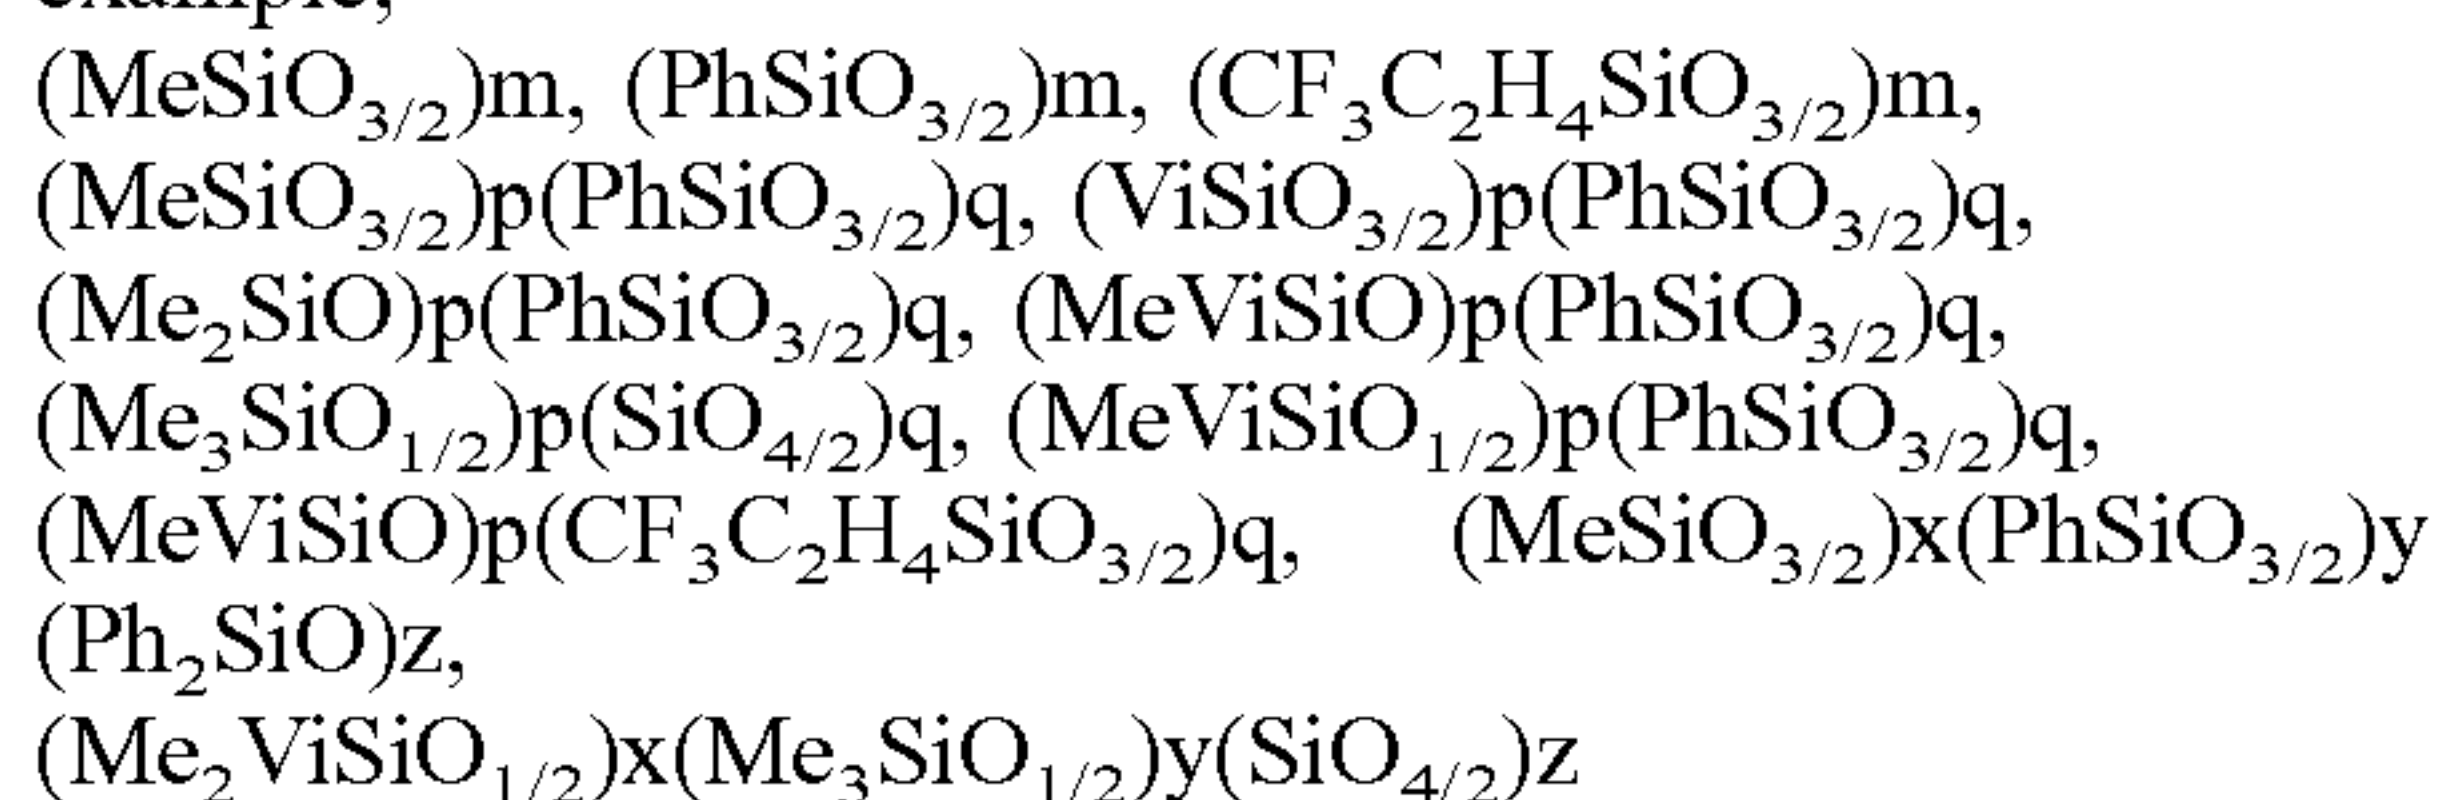 example,
(MeSiO₃/₂)m, (PhSiO₃/₂)m, (CF₃C₂H₄SiO₃/₂)m,
(MeSiO₃/₂)p(PhSiO₃/₂)q, (ViSiO₃/₂)p(PhSiO₃/₂)q,
(Me₂SiO)p(PhSiO₃/₂)q, (MeViSiO)p(PhSiO₃/₂)q,
(Me₃SiO₁/₂)p(SiO₄/₂)q, (MeViSiO₁/₂)p(PhSiO₃/₂)q,
(MeViSiO)p(CF₃C₂H₄SiO₃/₂)q, (MeSiO₃/₂)x(PhSiO₃/₂)y
(Ph₂SiO)z,
(Me₂ViSiO₁/₂)x(Me₃SiO₁/₂)y(SiO₄/₂)z